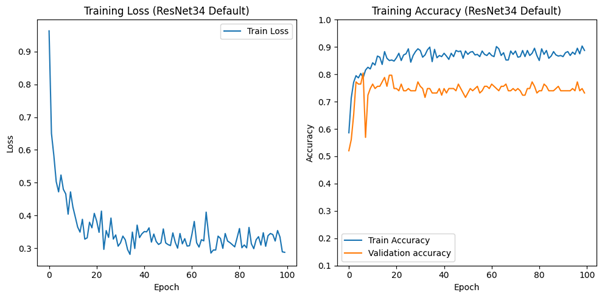 Training Loss (ResNet34 Default)
Train Loss
0.9
0.8
0.7
0.6
0.5
0.4
0.3
Loss
0 20 40 60 80 100
Epoch
Training Accuracy (ResNet34 Default)
1.0
0.9
0.8
0.7
0.6
0.5
0.4
0.3
0.2
0.1
Accuracy
Train Accuracy
Validation accuracy
0 20 40 60 80 100
Epoch